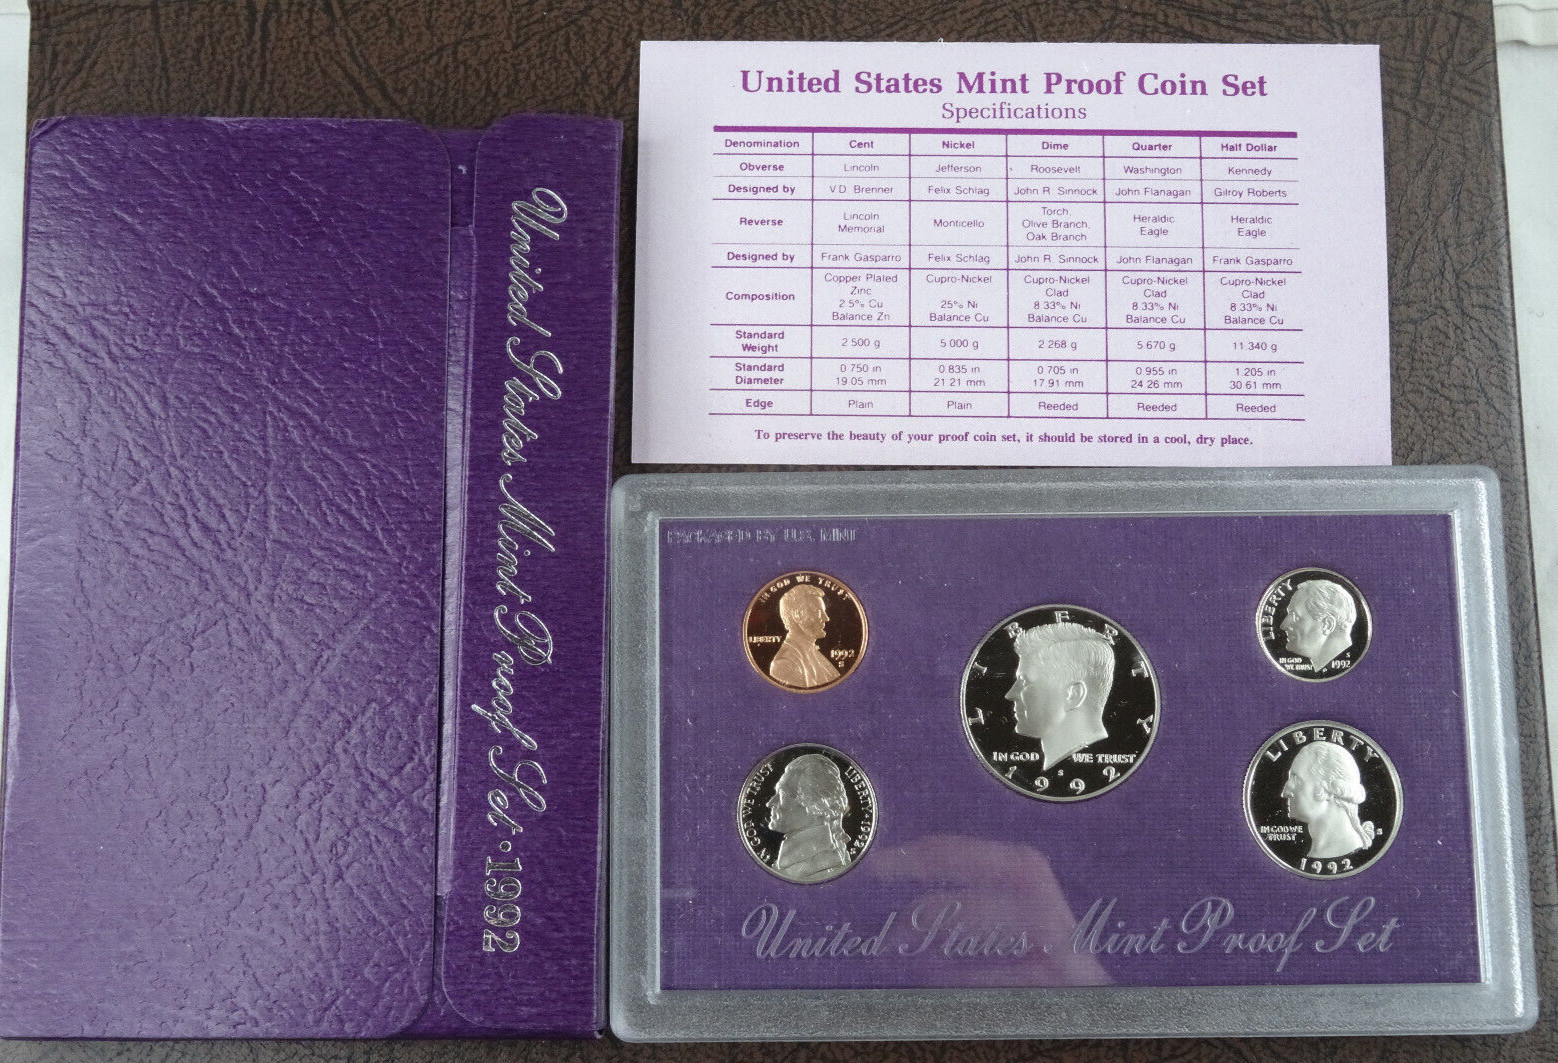 United States Mint Proof Set • 1992
United States Mint Proof Coin Set
Specifications
Denomination Cent Nickel Dime Quarter Half Dollar
Obverse Lincoln Jefferson Roosevelt Washington Kennedy
Designed by V.D. Brenner Felix Schlag John R. Sinnock John Flanagan Gilroy Roberts
Reverse Lincoln Memorial Monticello Torch, Olive Branch, Oak Branch Heraldic Eagle Heraldic Eagle
Designed by Frank Gasparro Felix Schlag John R. Sinnock John Flanagan Frank Gasparro
Composition Copper Plated Zinc 2.5% Cu Balance Zn Cupro-Nickel 25% Ni Balance Cu Cupro-Nickel Clad 8.33% Ni Balance Cu Cupro-Nickel Clad 8.33% Ni Balance Cu Cupro-Nickel Clad 8.33% Ni Balance Cu
Standard Weight 2.500 g 5.000 g 2.268 g 5.670 g 11.340 g
Standard Diameter 0.750 in 19.05 mm 0.835 in 21.21 mm 0.705 in 17.91 mm 0.955 in 24.26 mm 1.205 in 30.61 mm
Edge Plain Plain Reeded Reeded Reeded
To preserve the beauty of your proof coin set, it should be stored in a cool, dry place.
PACKAGED BY U.S. MINT
IN GOD WE TRUST
LIBERTY
1992
S
LIBERTY
IN GOD WE TRUST
S
1992
LIBERTY
IN GOD WE TRUST
S
1992
IN GOD WE TRUST
LIBERTY • 1992
S
LIBERTY
IN GOD WE
TRUST
S
1992
United States Mint Proof Set